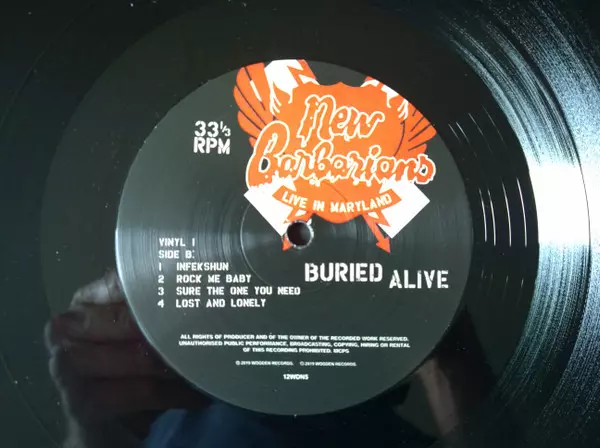 33⅓
RPM
New
Barbarians
LIVE IN MARYLAND
BURIED ALIVE
VINYL 1
SIDE B:
1 INFEKSHUN
2 ROCK ME BABY
3 SURE THE ONE YOU NEED
4 LOST AND LONELY
ALL RIGHTS OF PRODUCER AND OF THE OWNER OF THE RECORDED WORK RESERVED.
UNAUTHORISED PUBLIC PERFORMANCE, BROADCASTING, COPYING, HIRING OR RENTAL
OF THIS RECORDING PROHIBITED. MCPS
℗ 2019 WOODEN RECORDS. © 2019 WOODEN RECORDS.
12WDN5